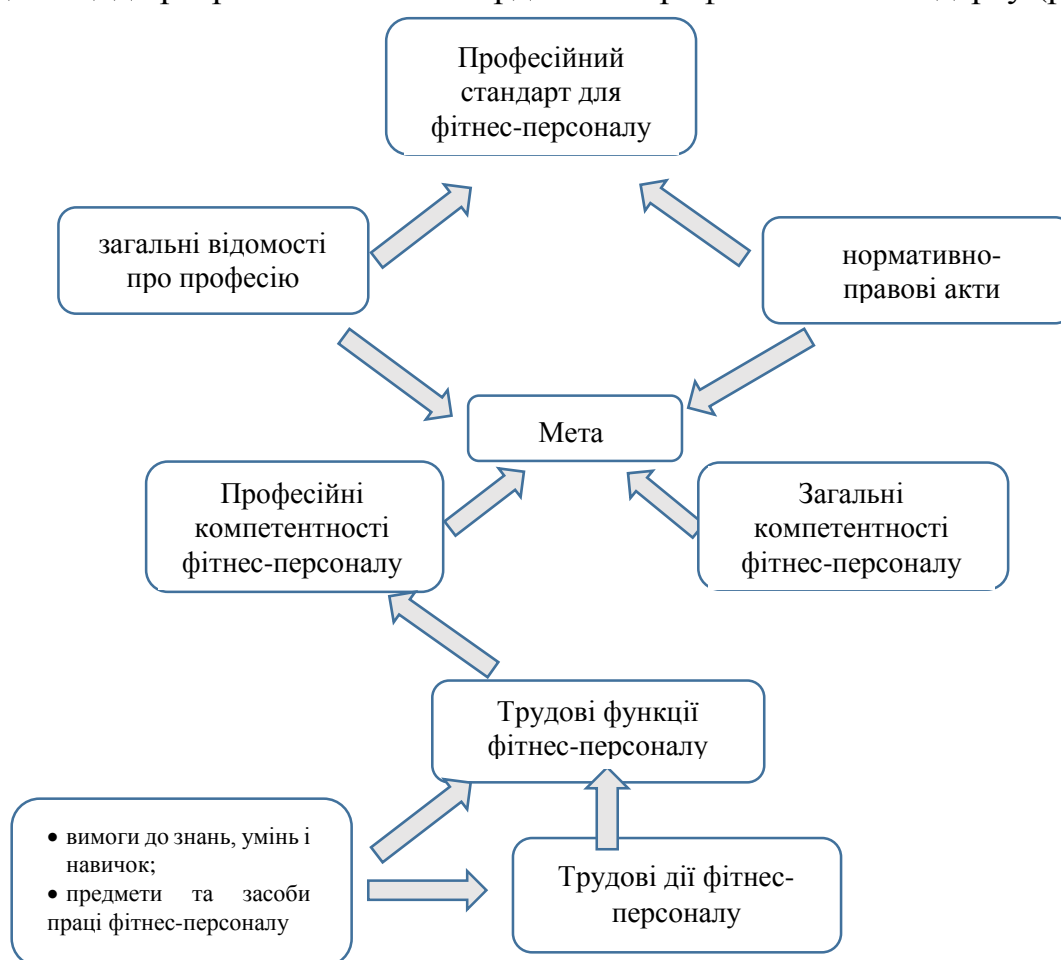 Професійний
стандарт для
фітнес-персоналу
загальні відомості
про професію
нормативно-
правові акти
Мета
Професійні
компетентності
фітнес-персоналу
Загальні
компетентності
фітнес-персоналу
Трудові функції
фітнес-персоналу
• вимоги до знань, умінь і
навичок;
• предмети та засоби
праці фітнес-персоналу
Трудові дії фітнес-
персоналу